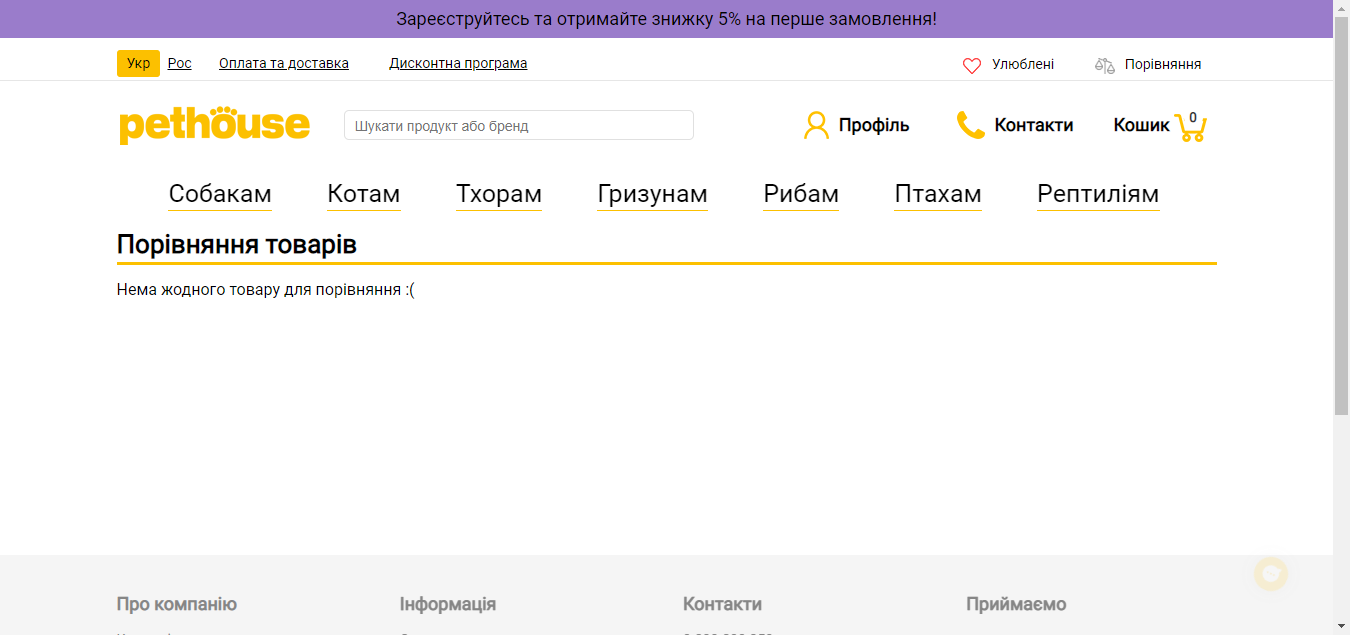 Зареєструйтесь та отримайте знижку 5% на перше замовлення!
Укр Рос Оплата та доставка Дисконтна програма Улюблені Порівняння
pethouse Шукати продукт або бренд Профіль Контакти Кошик 0
Собакам Котам Тхорам Гризунам Рибам Птахам Рептиліям
Порівняння товарів
Нема жодного товару для порівняння :(
Про компанію Інформація Контакти Приймаємо